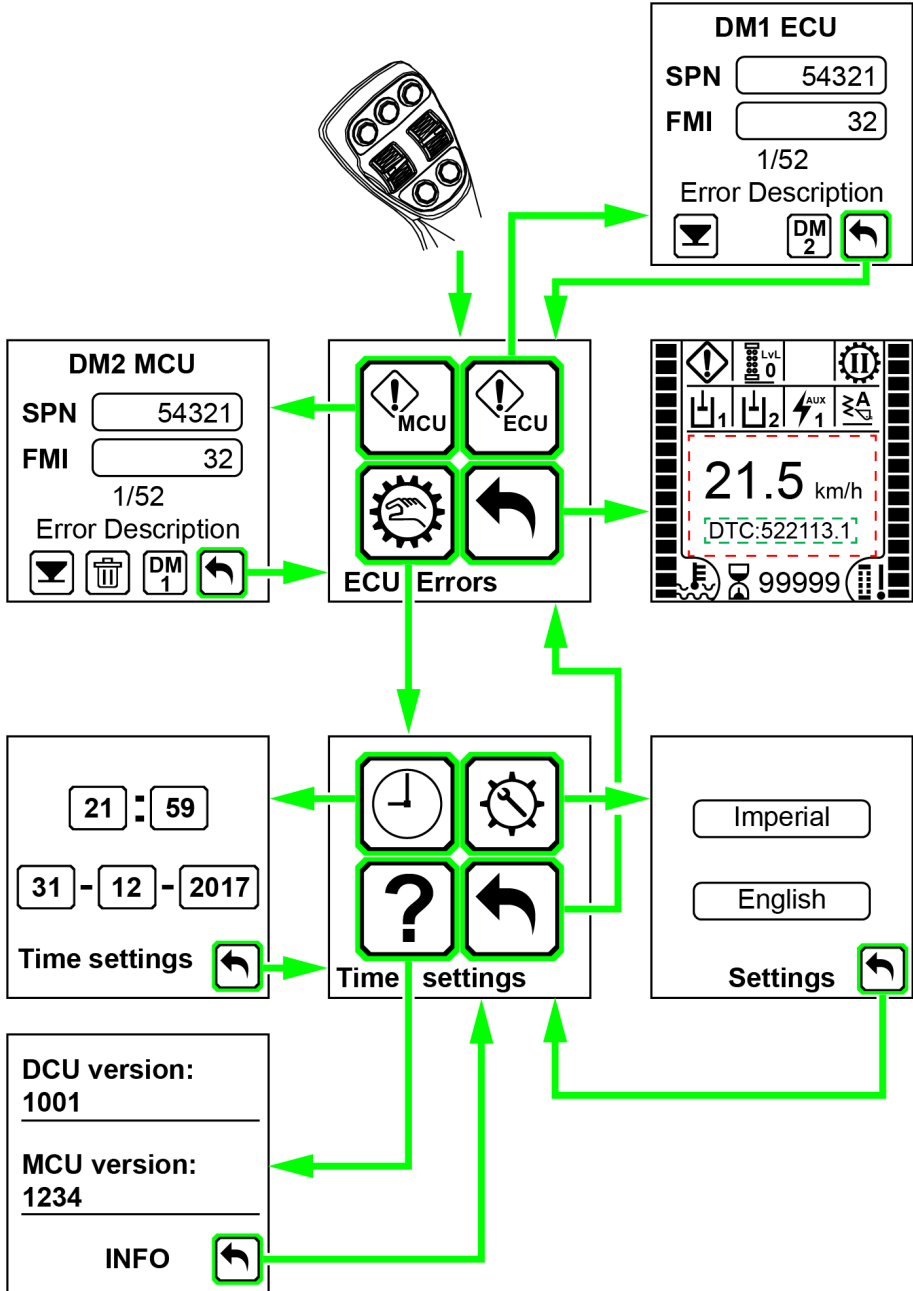 DM1 ECU
SPN 54321
FMI 32
1/52
Error Description
DM
2
DM2 MCU
SPN 54321
FMI 32
1/52
Error Description
DM
1
MCU
ECU
ECU Errors
LvL
0
II
1
2
AUX
1
A
21.5 km/h
DTC:522113.1
99999
21 : 59
31 - 12 - 2017
Time settings
?
Time settings
Imperial
English
Settings
DCU version:
1001
MCU version:
1234
INFO